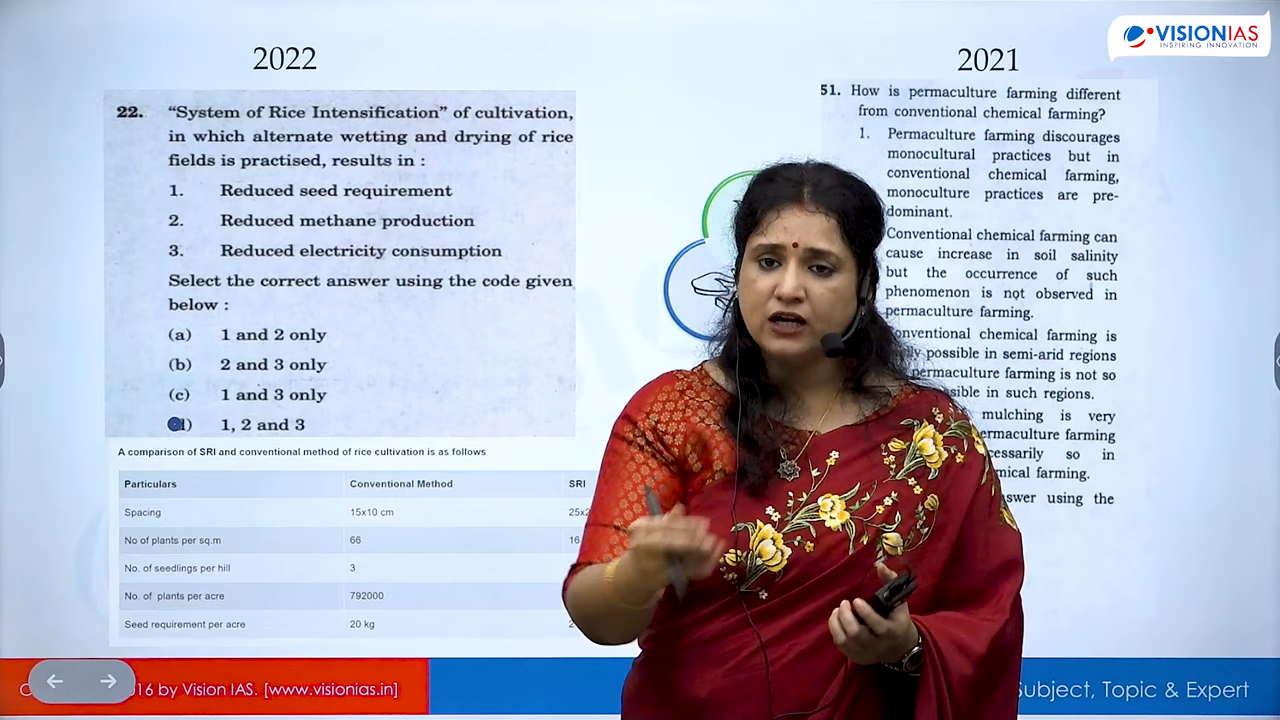 VISIONIAS
INSPIRING INNOVATION
2022
22. "System of Rice Intensification" of cultivation,
in which alternate wetting and drying of rice
fields is practised, results in :
1. Reduced seed requirement
2. Reduced methane production
3. Reduced electricity consumption
Select the correct answer using the code given
below :
(a) 1 and 2 only
(b) 2 and 3 only
(c) 1 and 3 only
1, 2 and 3
A comparison of SRI and conventional method of rice cultivation is as follows
Particulars Conventional Method SRI
Spacing 15x10 cm
No of plants per sq.m 66 16
No. of seedlings per hill 3
No. of plants per acre 792000
Seed requirement per acre 20 kg
2021
51. How is permaculture farming different
from conventional chemical farming?
1. Permaculture farming discourages
monocultural practices but in
conventional chemical farming,
monoculture practices are pre-
dominant.
Conventional chemical farming can
cause increase in soil salinity
but the occurrence of such
phenomenon is not observed in
permaculture farming.
chemical farming is
possible in semi-arid regions
permaculture farming is not so
in such regions.
mulching is very
farming
so in
farming.
using the
16 by Vision IAS. [www.visionias.in]
Subject, Topic & Expert